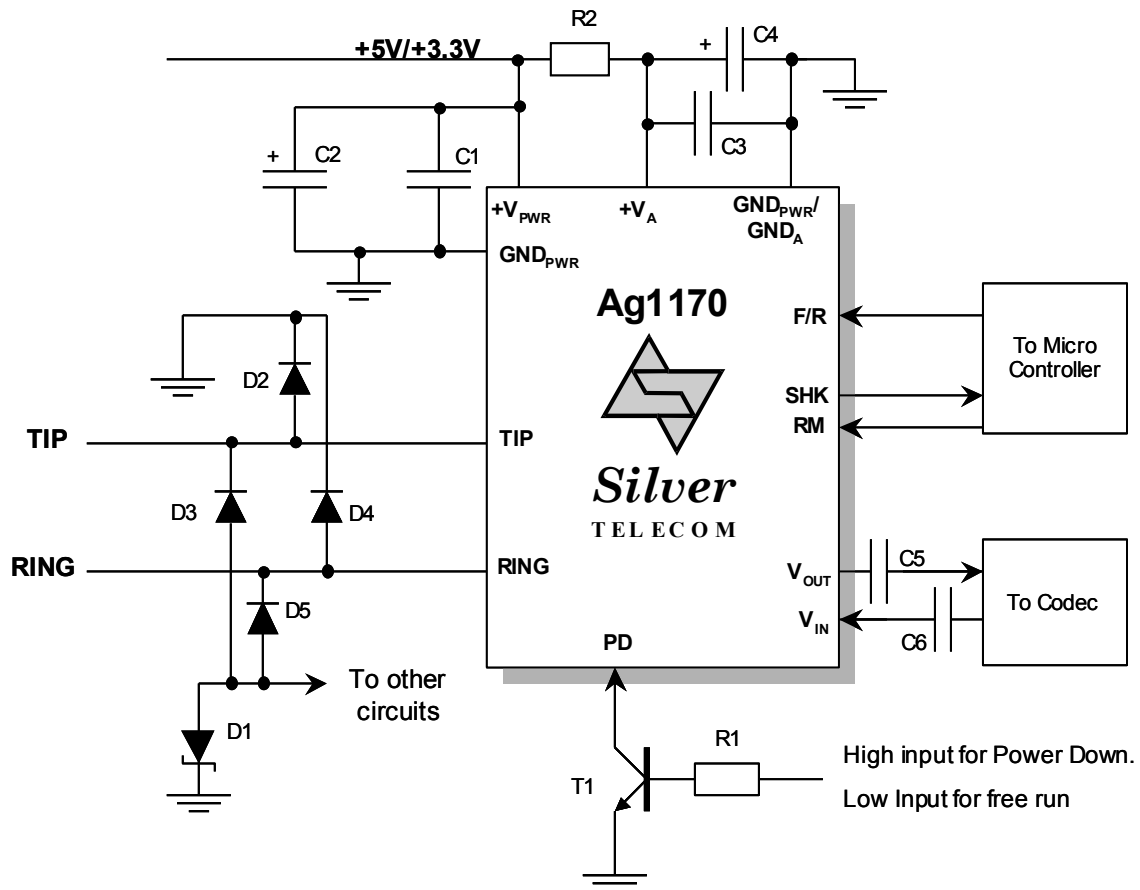 R2
C4
+5V/+3.3V
+
C3
+
C2
C1
+VPWR
+VA
GNDPWR/
GNDA
GNDPWR
Ag1170
F/R
To Micro
Controller
D2
SHK
TIP
TIP
RM
Silver
D3
D4
TELECOM
RING
RING
VOUT
C5
To Codec
D5
VIN
C6
PD
To other
circuits
D1
R1
High input for Power Down.
T1
Low Input for free run